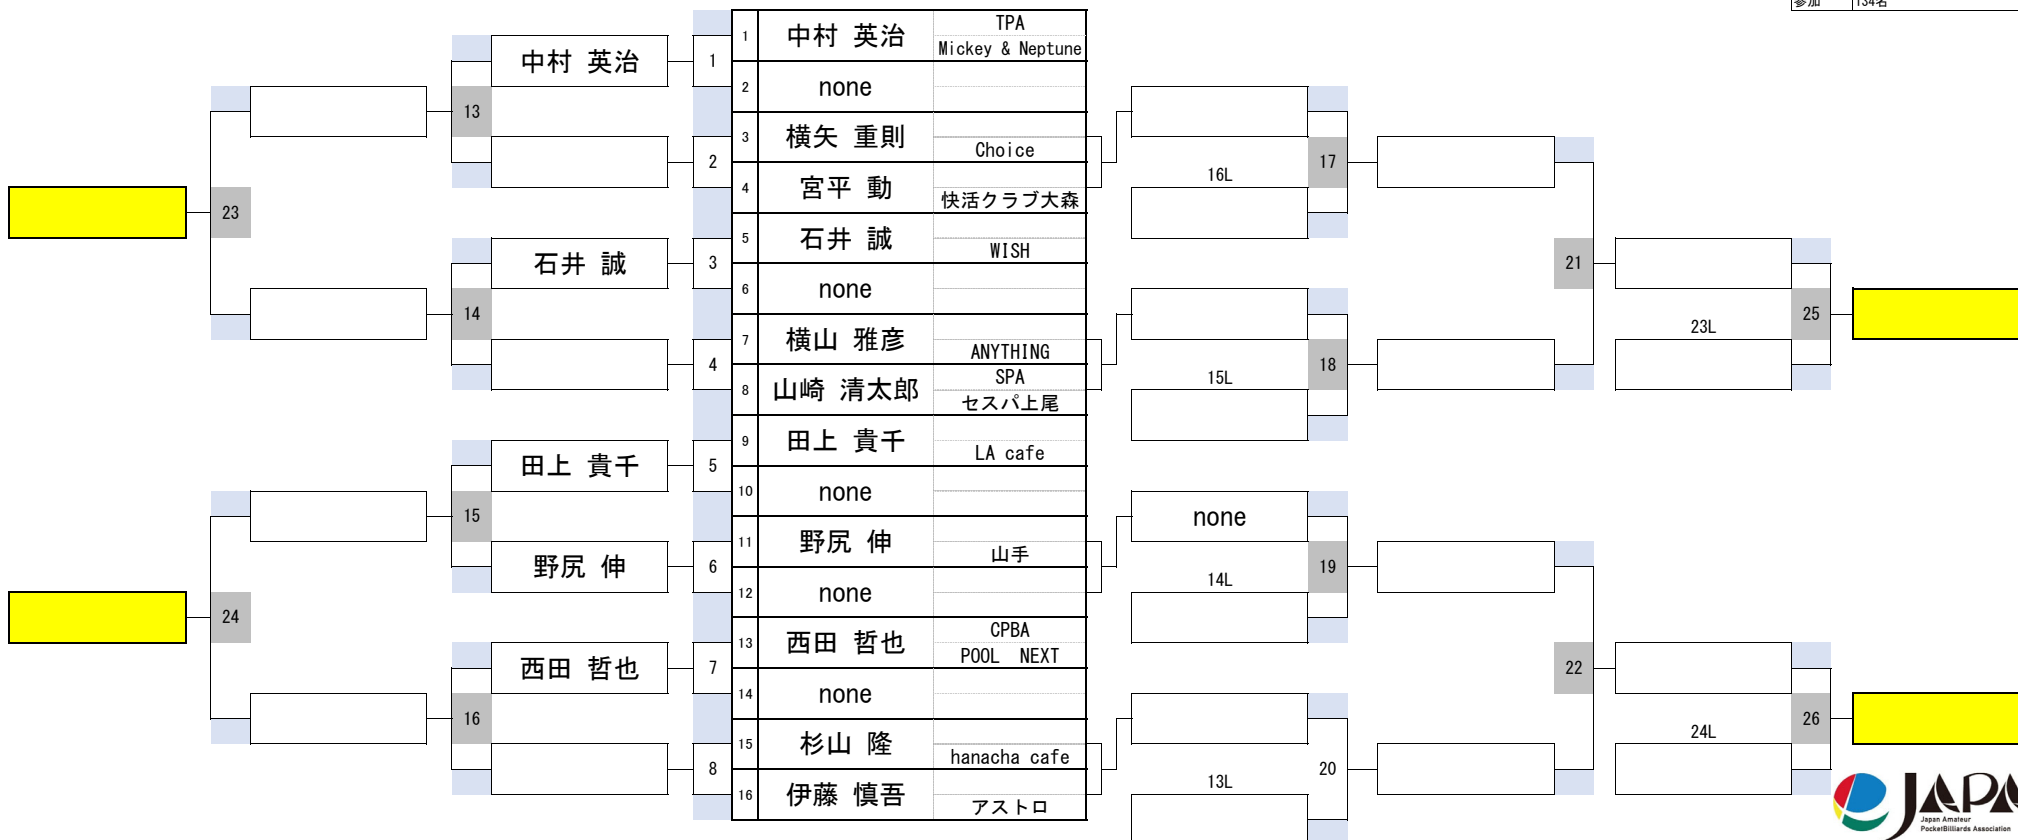 参加 134名
1 中村 英治 TPA
Mickey & Neptune
2 none
3 横矢 重則 Choice
4 宮平 動 快活クラブ大森
5 石井 誠 WISH
6 none
7 横山 雅彦 ANYTHING
8 山崎 清太郎 SPA
セスパ上尾
9 田上 貴千 LA cafe
10 none
11 野尻 伸 山手
12 none
13 西田 哲也 CPBA
POOL NEXT
14 none
15 杉山 隆 hanacha cafe
16 伊藤 慎吾 アストロ
中村 英治 1
13
2
23
石井 誠 3
14
4
田上 貴千 5
15
野尻 伸 6
24
西田 哲也 7
16
8
16L 17
21
15L 18
23L 25
none
14L 19
22
13L 20
24L 26
JAPA
Japan Amateur
PocketBilliards Association